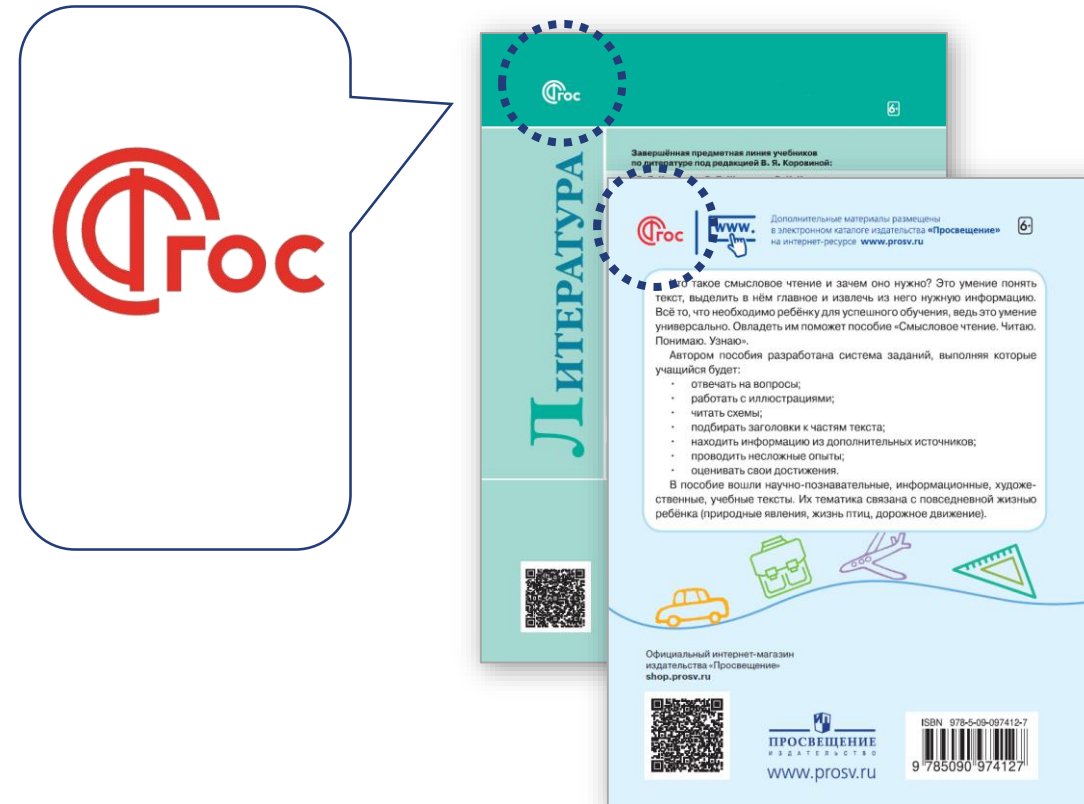 ФГОС
ФГОС
6+
Завершённая предметная линия учебников
по литературе под редакцией В. Я. Коровиной:
ЛИТЕРАТУРА
ФГОС
www.
Дополнительные материалы размещены
в электронном каталоге издательства «Просвещение»
на интернет-ресурсе www.prosv.ru
6+
Что такое смысловое чтение и зачем оно нужно? Это умение понять
текст, выделить в нём главное и извлечь из него нужную информацию.
Всё то, что необходимо ребёнку для успешного обучения, ведь это умение
универсально. Овладеть им поможет пособие «Смысловое чтение. Читаю.
Понимаю. Узнаю».
Автором пособия разработана система заданий, выполняя которые
учащийся будет:
· отвечать на вопросы;
· работать с иллюстрациями;
· читать схемы;
· подбирать заголовки к частям текста;
· находить информацию из дополнительных источников;
· проводить несложные опыты;
· оценивать свои достижения.
В пособие вошли научно-познавательные, информационные, художе-
ственные, учебные тексты. Их тематика связана с повседневной жизнью
ребёнка (природные явления, жизнь птиц, дорожное движение).
Официальный интернет-магазин
издательства «Просвещение»
shop.prosv.ru
ПРОСВЕЩЕНИЕ
ИЗДАТЕЛЬСТВО
www.prosv.ru
ISBN 978-5-09-097412-7
9 785090 974127